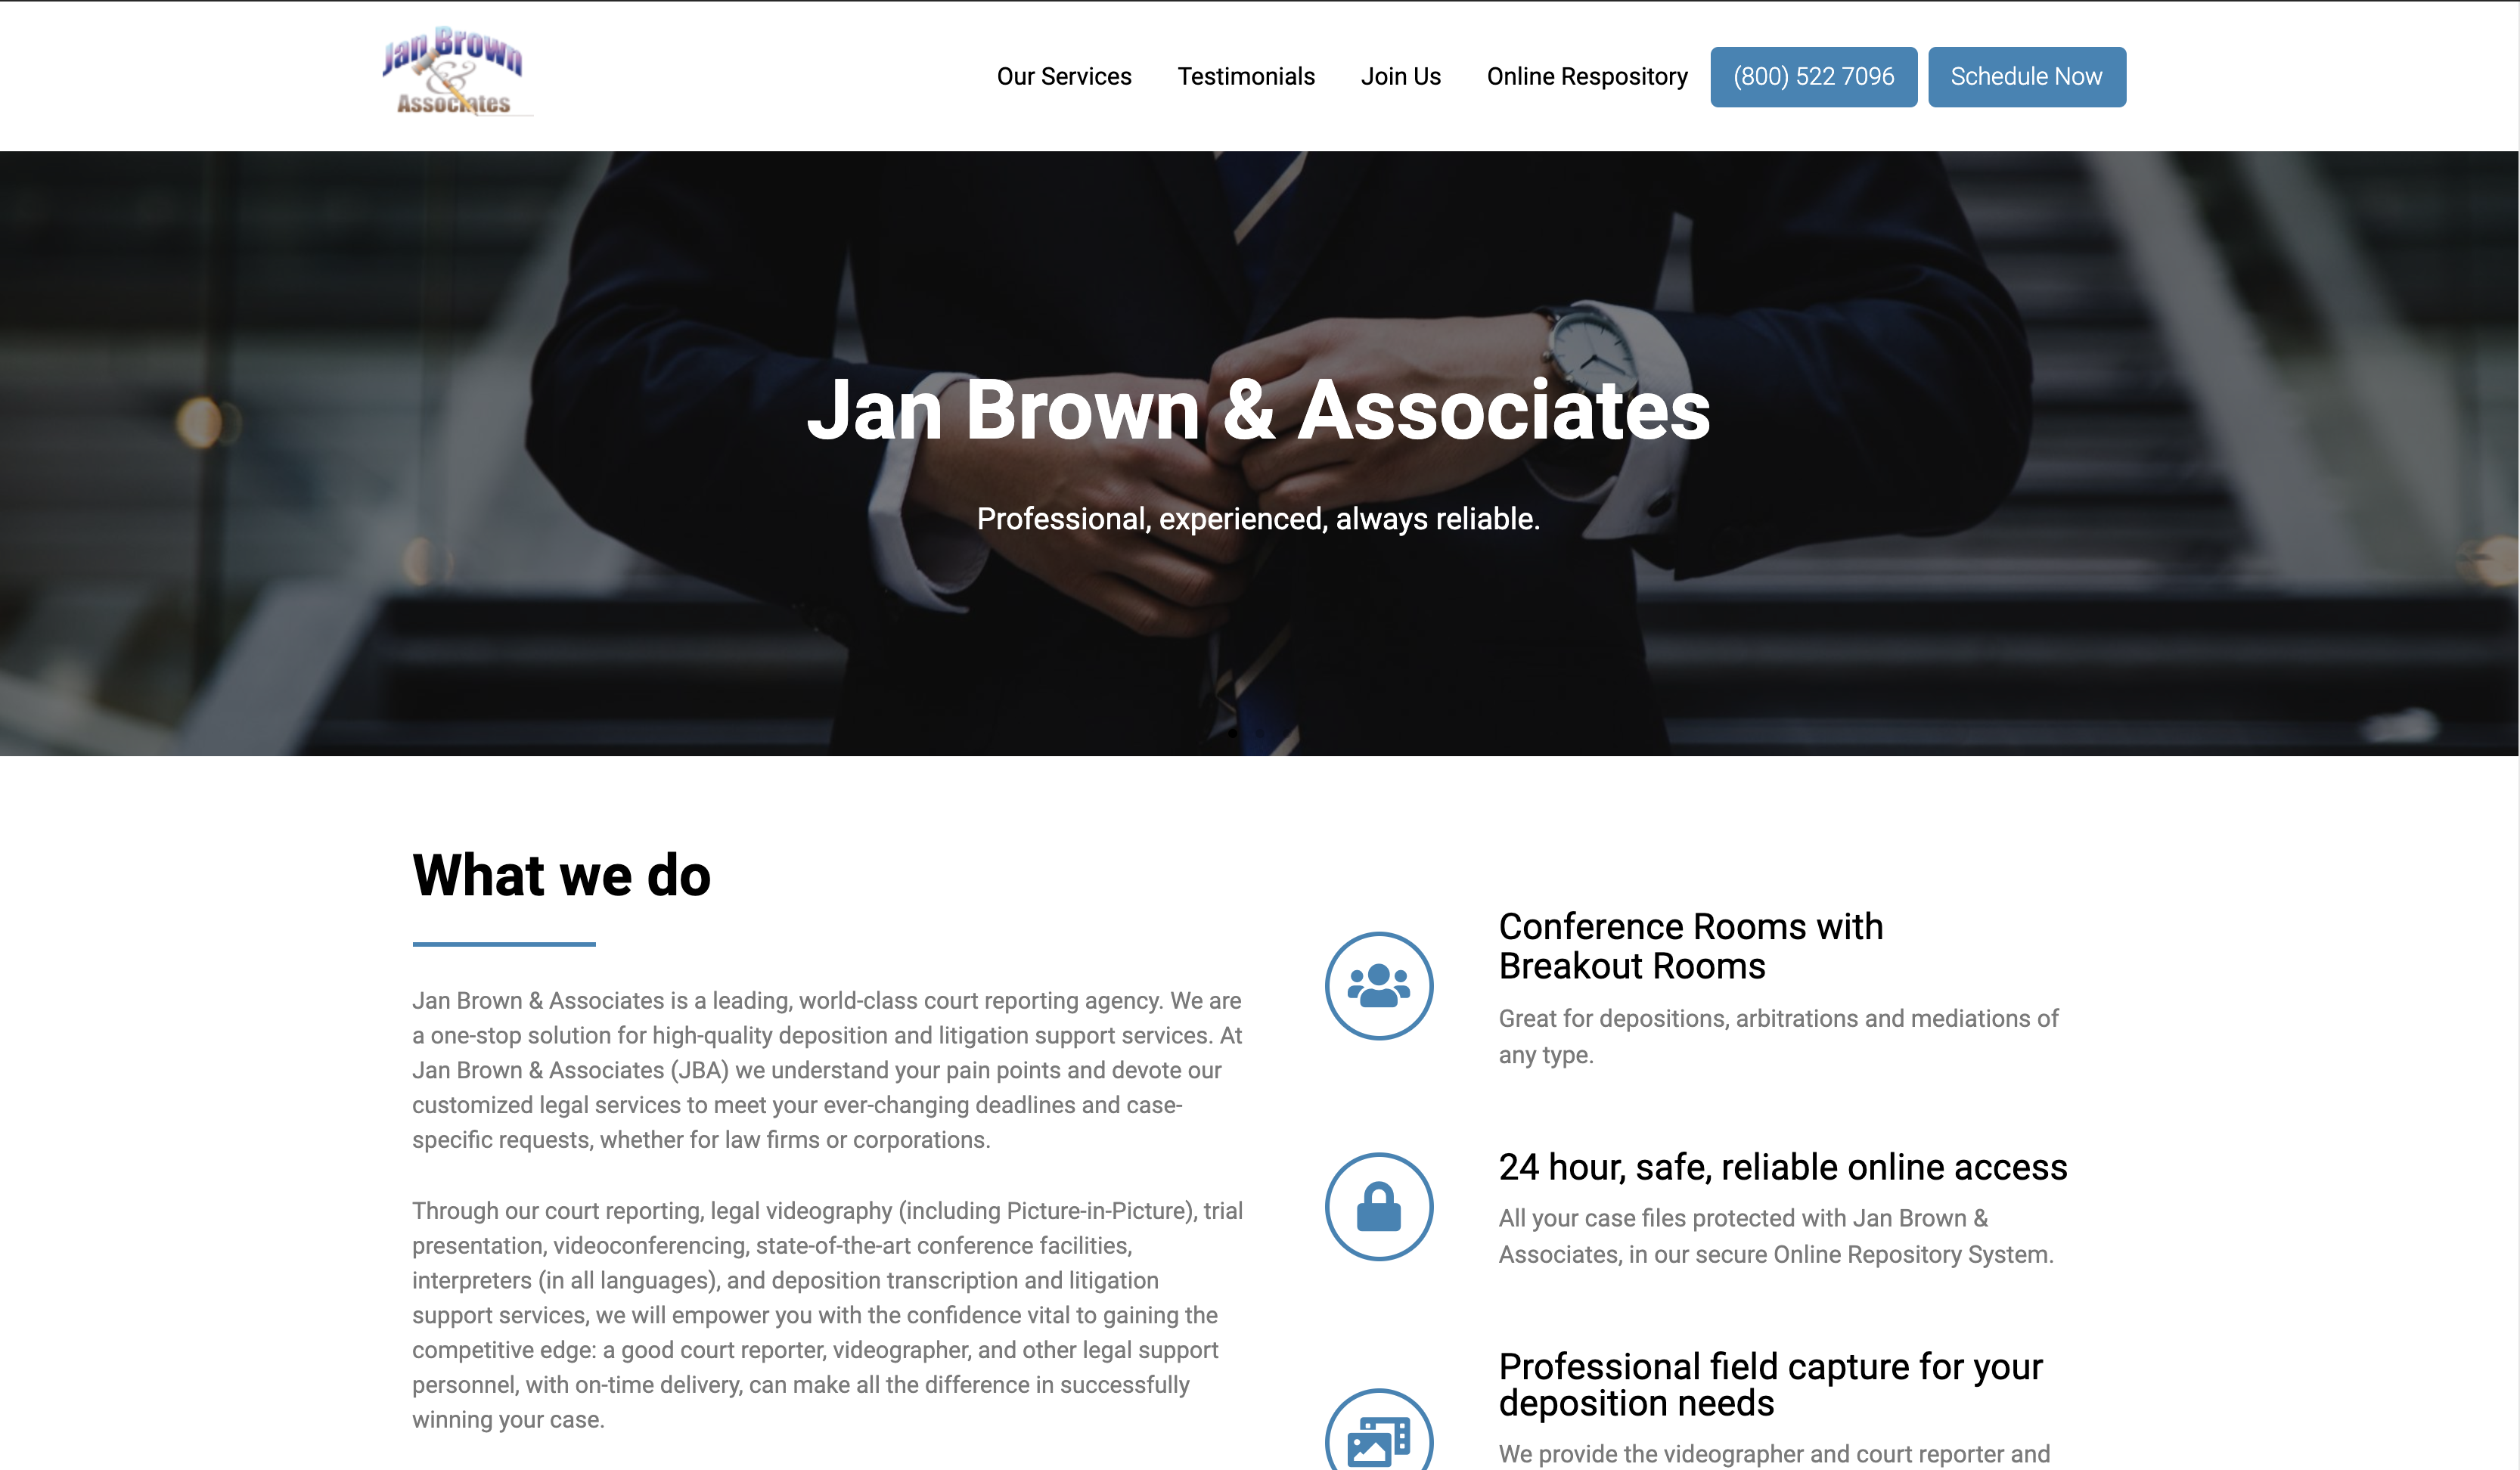 Jan Brown
&
Associates
Our Services
Testimonials
Join Us
Online Respository
(800) 522 7096
Schedule Now
Jan Brown & Associates
Professional, experienced, always reliable.
What we do
Jan Brown & Associates is a leading, world-class court reporting agency. We are
a one-stop solution for high-quality deposition and litigation support services. At
Jan Brown & Associates (JBA) we understand your pain points and devote our
customized legal services to meet your ever-changing deadlines and case-
specific requests, whether for law firms or corporations.
Through our court reporting, legal videography (including Picture-in-Picture), trial
presentation, videoconferencing, state-of-the-art conference facilities,
interpreters (in all languages), and deposition transcription and litigation
support services, we will empower you with the confidence vital to gaining the
competitive edge: a good court reporter, videographer, and other legal support
personnel, with on-time delivery, can make all the difference in successfully
winning your case.
Conference Rooms with
Breakout Rooms
Great for depositions, arbitrations and mediations of
any type.
24 hour, safe, reliable online access
All your case files protected with Jan Brown &
Associates, in our secure Online Repository System.
Professional field capture for your
deposition needs
We provide the videographer and court reporter and